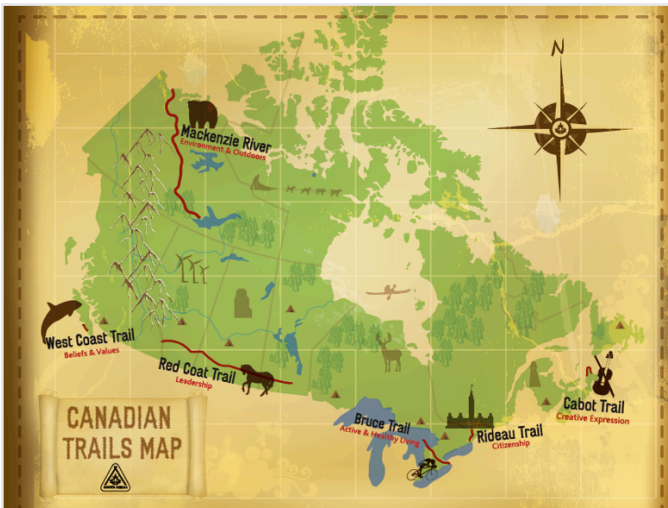 N
Mackenzie River
Environment & Outdoors
West Coast Trail
Beliefs & Values
Red Coat Trail
Leadership
Bruce Trail
Active & Healthy Living
Rideau Trail
Citizenship
Cabot Trail
Creative Expression
CANADIAN
TRAILS MAP